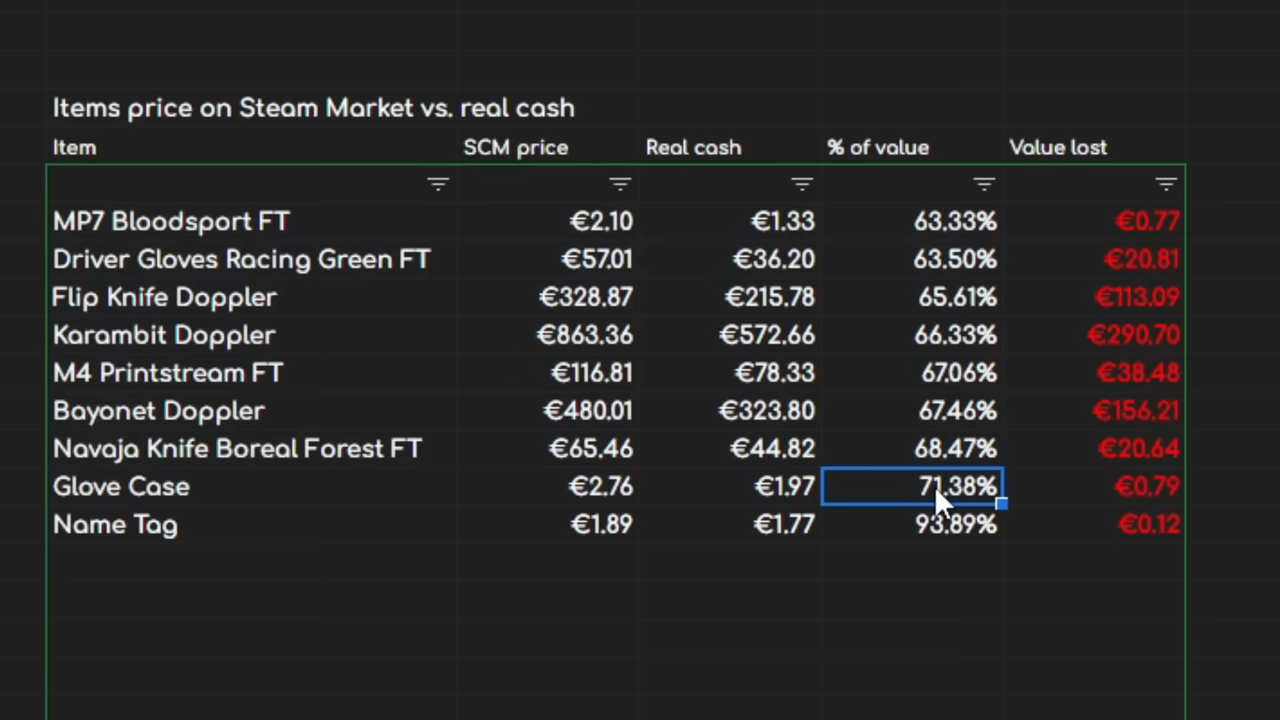 Items price on Steam Market vs. real cash
Item SCM price Real cash % of value Value lost
MP7 Bloodsport FT €2.10 €1.33 63.33% €0.77
Driver Gloves Racing Green FT €57.01 €36.20 63.50% €20.81
Flip Knife Doppler €328.87 €215.78 65.61% €113.09
Karambit Doppler €863.36 €572.66 66.33% €290.70
M4 Printstream FT €116.81 €78.33 67.06% €38.48
Bayonet Doppler €480.01 €323.80 67.46% €156.21
Navaja Knife Boreal Forest FT €65.46 €44.82 68.47% €20.64
Glove Case €2.76 €1.97 71.38% €0.79
Name Tag €1.89 €1.77 93.89% €0.12